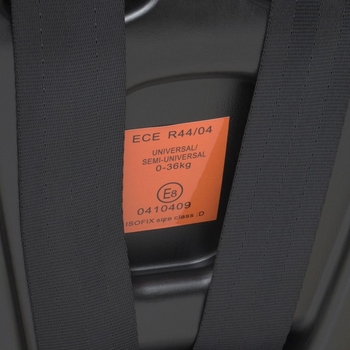 ECE R44/04
UNIVERSAL/
SEMI-UNIVERSAL
0-36kg
E8
0410409
ISOFIX size class :D